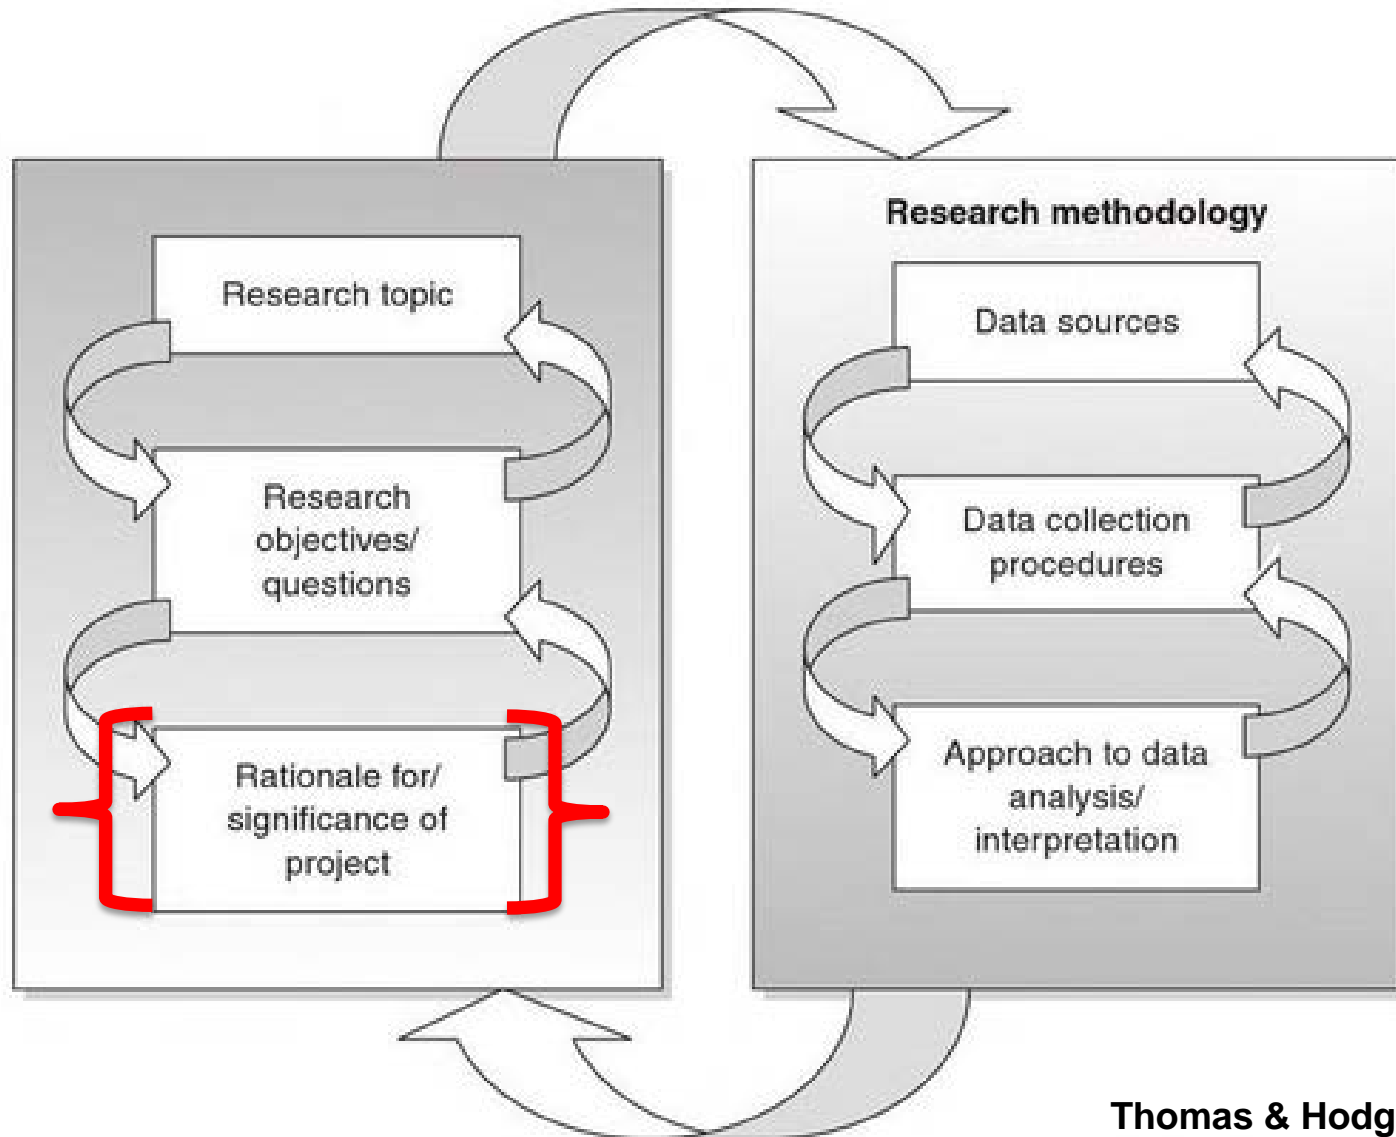 Research topic
Research
objectives/
questions
Rationale for/
significance of
project
Research methodology
Data sources
Data collection
procedures
Approach to data
analysis/
interpretation
Thomas & Hodg